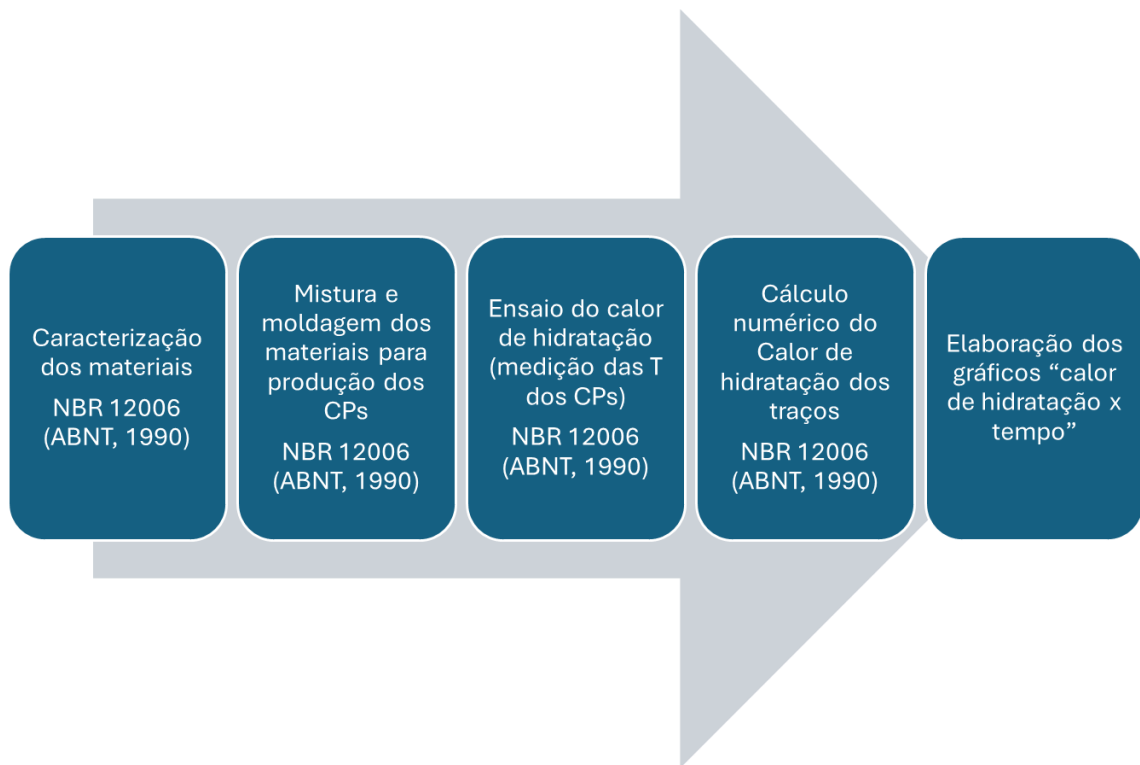 Caracterização
dos materiais
NBR 12006
(ABNT, 1990)
Mistura e
moldagem dos
materiais para
produção dos
CPs
NBR 12006
(ABNT, 1990)
Ensaio do calor
de hidratação
(medição das T
dos CPs)
NBR 12006
(ABNT, 1990)
Cálculo
numérico do
Calor de
hidratação dos
traços
NBR 12006
(ABNT, 1990)
Elaboração dos
gráficos “calor
de hidratação x
tempo”